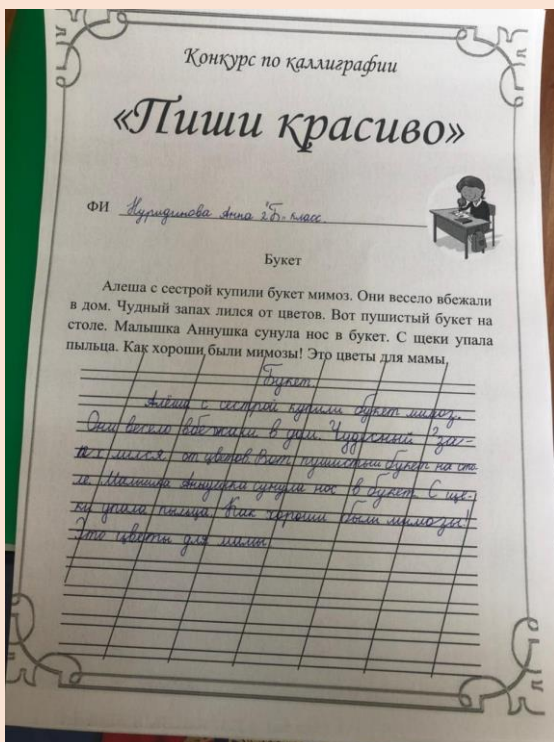 Конкурс по каллиграфии
«Пиши красиво»
ФИ Нуридинова Анна 2"Б" класс.
Букет
Алеша с сестрой купили букет мимоз. Они весело вбежали
в дом. Чудный запах лился от цветов. Вот пушистый букет на
столе. Малышка Аннушка сунула нос в букет. С щеки упала
пыльца. Как хороши были мимозы! Это цветы для мамы.
Букет
Алёша с сестрой купили букет мимоз.
Они весело вбежали в дом. Чудесный за-
пах лился от цветов. Вот пушистый букет на сто-
ле. Малышка Аннушка сунула нос в букет. С ще-
ки упала пыльца. Как хороши были мимозы!
Это цветы для мамы